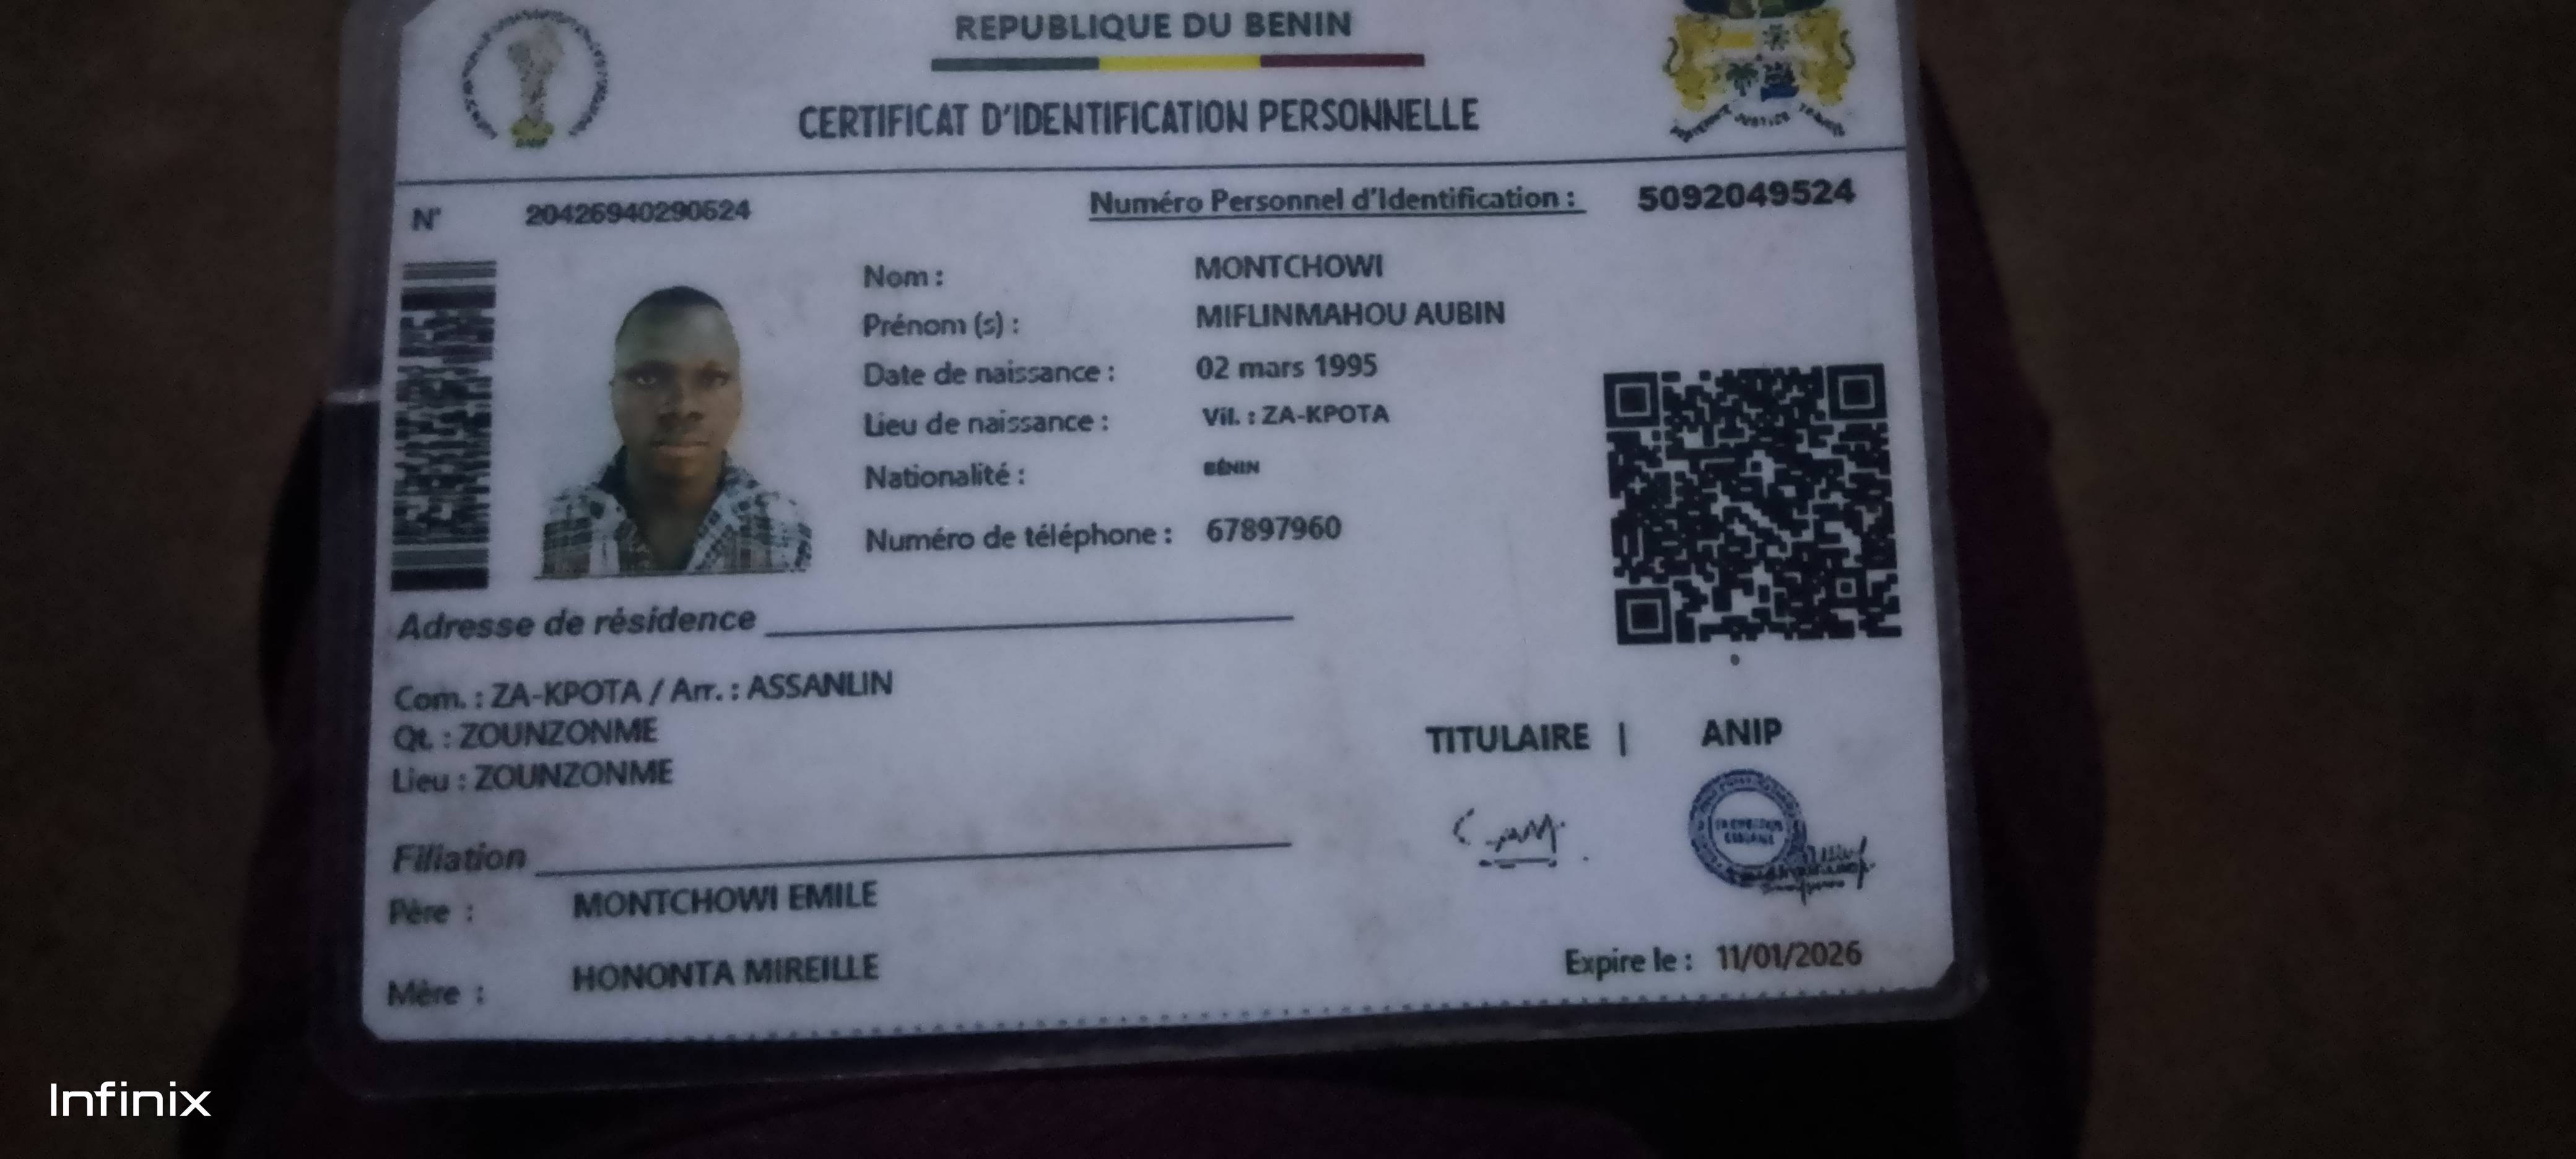 REPUBLIQUE DU BENIN
CERTIFICAT D'IDENTIFICATION PERSONNELLE
N° 20426940290624 Numéro Personnel d'Identification : 5092049524
Nom : MONTCHOWI
Prénom (s) : MIFLINMAHOU AUBIN
Date de naissance : 02 mars 1995
Lieu de naissance : Vil. : ZA-KPOTA
Nationalité : BÉNIN
Numéro de téléphone : 67897960
Adresse de résidence
Com. : ZA-KPOTA / Arr. : ASSANLIN
Qt. : ZOUNZONME
Lieu : ZOUNZONME
TITULAIRE | ANIP
Filiation
Père : MONTCHOWI EMILE
Mère : HONONTA MIREILLE
Expire le : 11/01/2026
Infinix